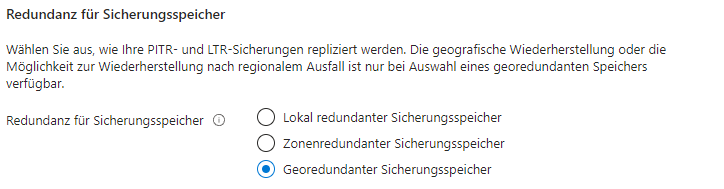 Redundanz für Sicherungsspeicher
Wählen Sie aus, wie Ihre PITR- und LTR-Sicherungen repliziert werden. Die geografische Wiederherstellung oder die
Möglichkeit zur Wiederherstellung nach regionalem Ausfall ist nur bei Auswahl eines georedundanten Speichers
verfügbar.
Redundanz für Sicherungsspeicher
Lokal redundanter Sicherungsspeicher
Zonenredundanter Sicherungsspeicher
Georedundanter Sicherungsspeicher